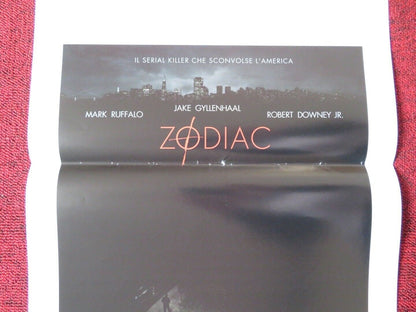 IL SERIAL KILLER CHE SCONVOLSE L'AMERICA
JAKE GYLLENHAAL
MARK RUFFALO ROBERT DOWNEY JR.
ZODIAC